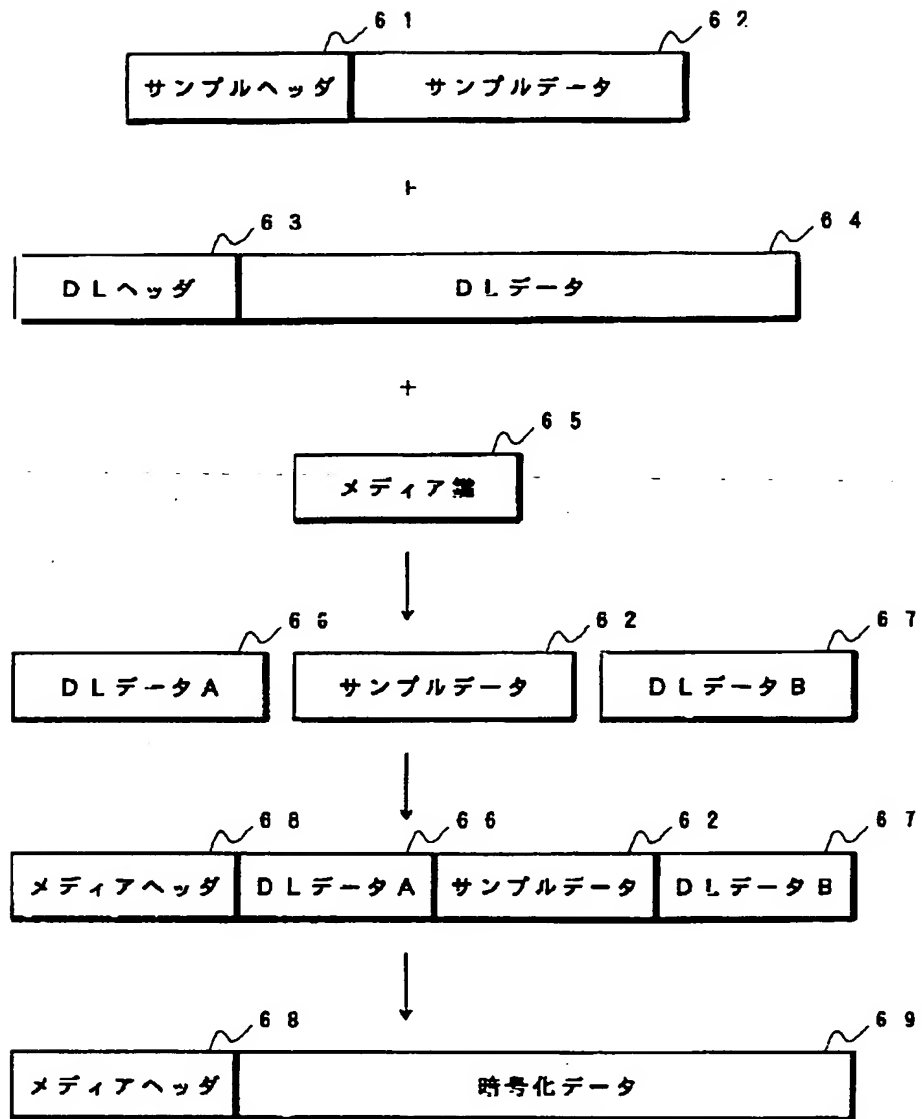 61 62
サンプルヘッダ サンプルデータ
+
63 64
DLヘッダ DLデータ
+
65
メディア鍵
66 62 67
DLデータA サンプルデータ DLデータB
68 66 62 67
メディアヘッダ DLデータA サンプルデータ DLデータB
68 69
メディアヘッダ 暗号化データ